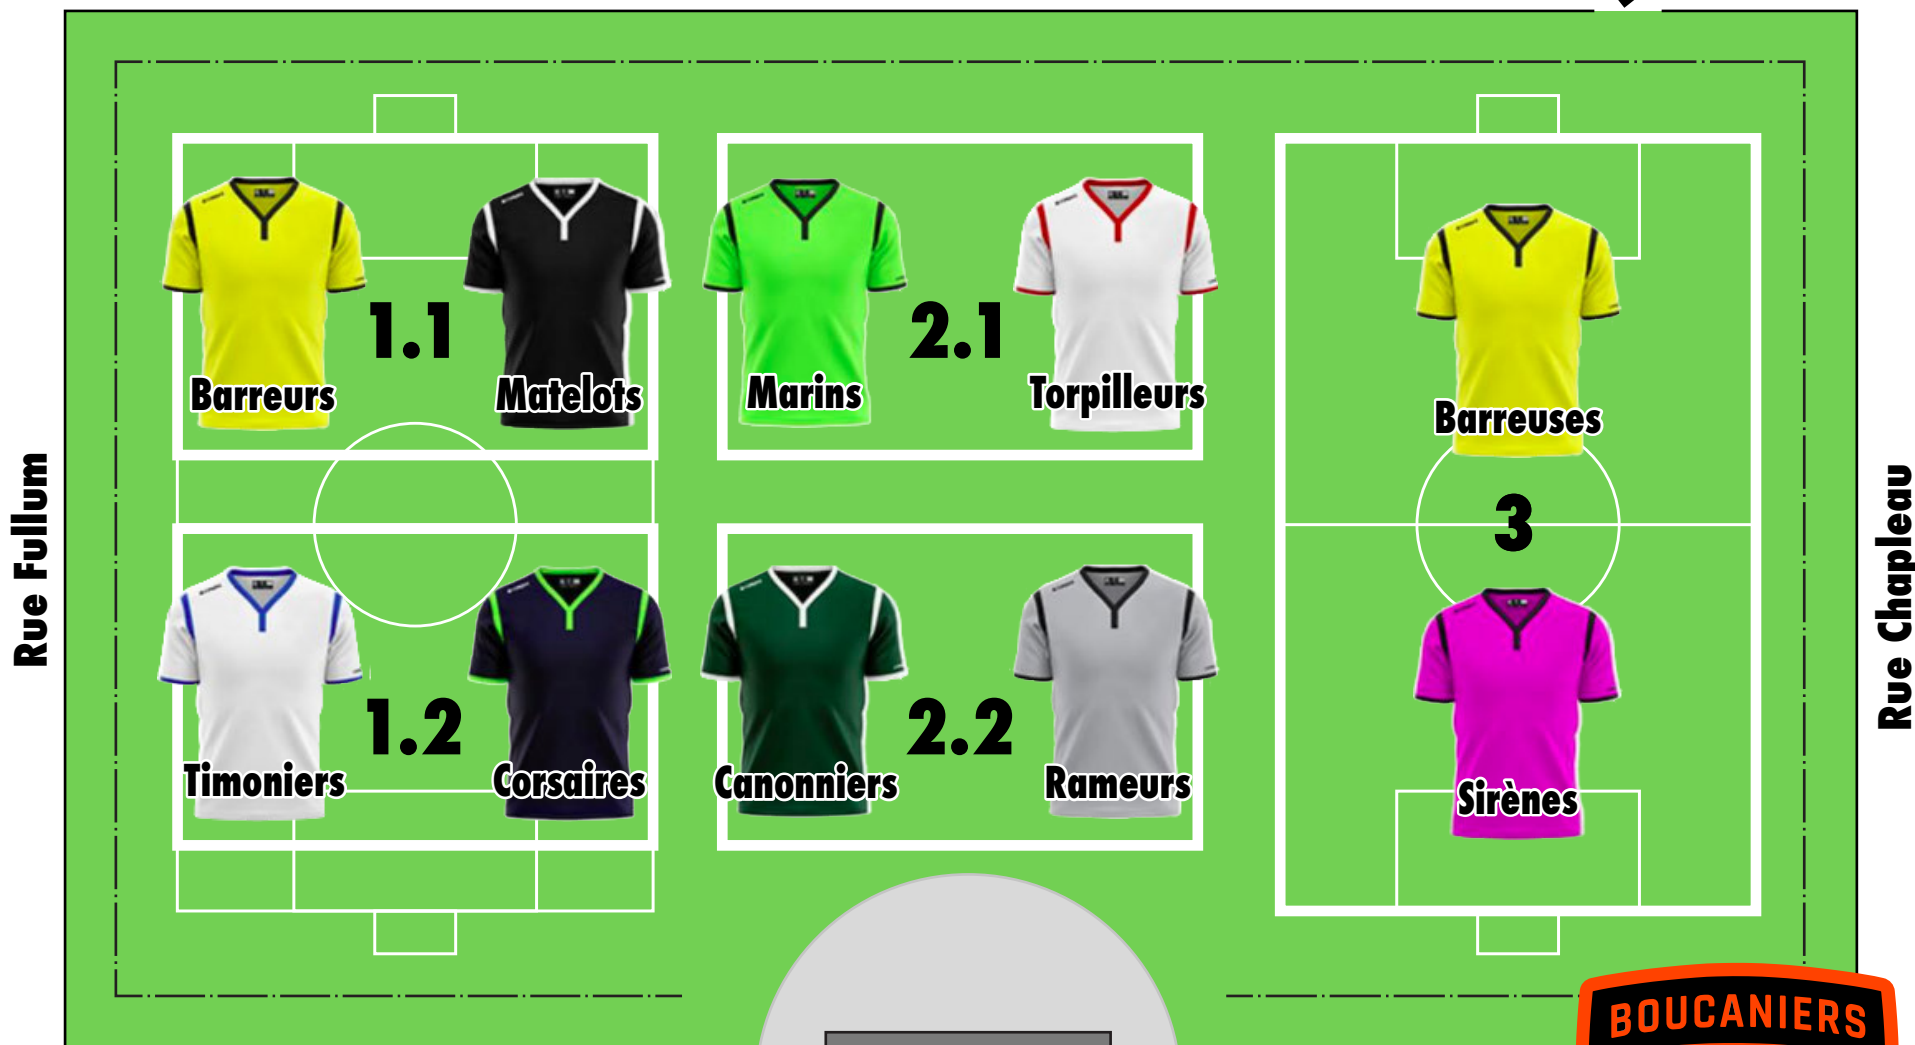 Barreurs
1.1
Matelots
Marins
2.1
Torpilleurs
Barreuses
3
Timoniers
1.2
Corsaires
Canonniers
2.2
Rameurs
Sirènes
Rue Fullum
Rue Chapleau
BOUCANIERS